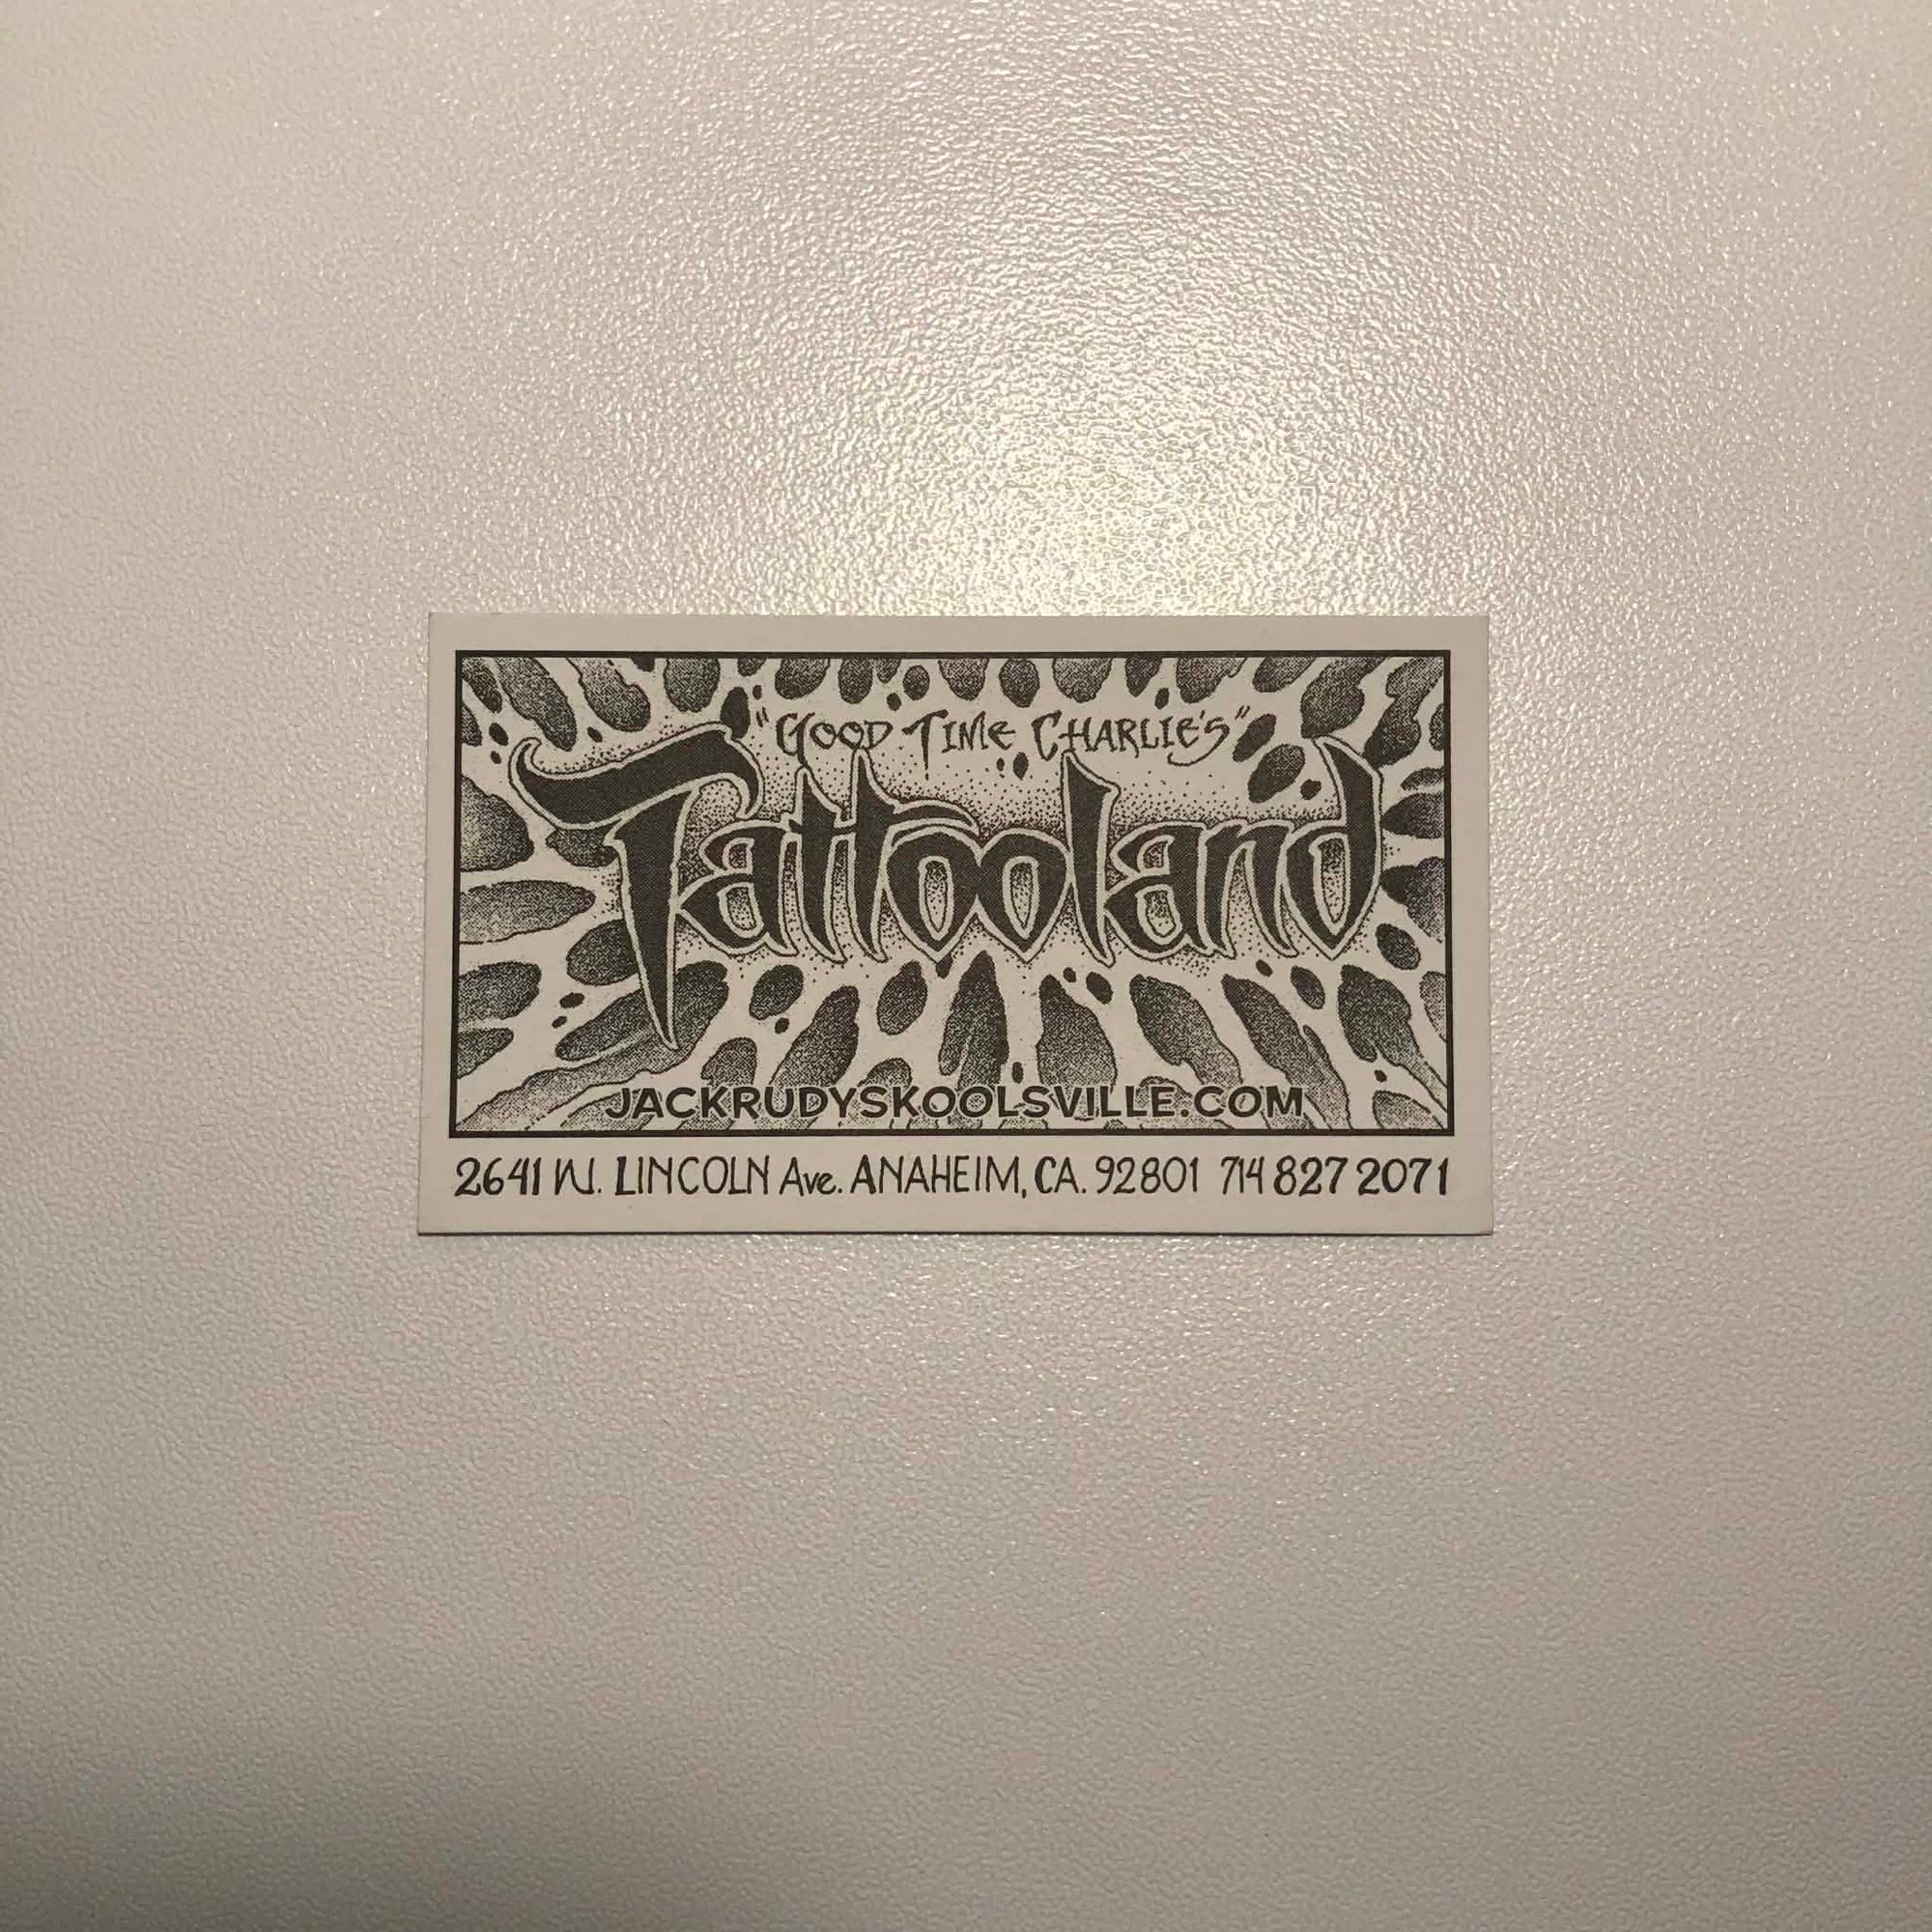 "GOOD TIME CHARLIE'S"
Tattooland
JACKRUDYSKOOLSVILLE.COM
2641 W. LINCOLN Ave. ANAHEIM, CA. 92801 714 827 2071